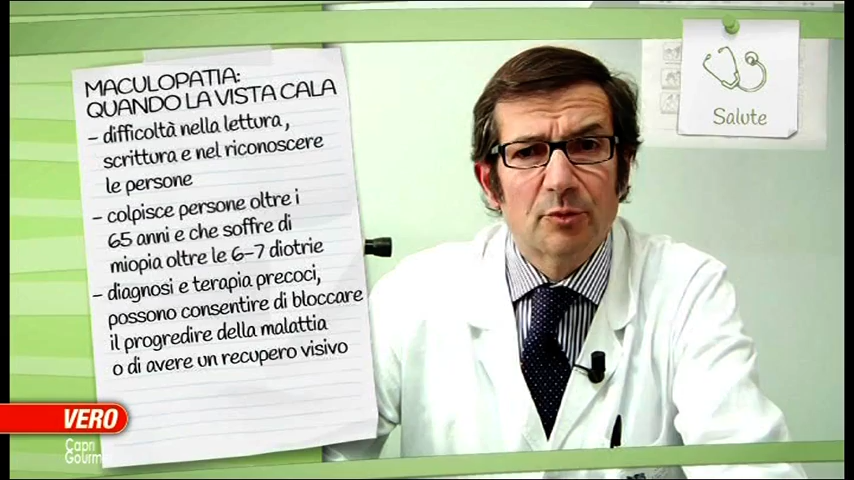 MACULOPATIA:
QUANDO LA VISTA CALA
– difficoltà nella lettura,
scrittura e nel riconoscere
le persone
– colpisce persone oltre i
65 anni e che soffre di
miopia oltre le 6-7 diotrie
– diagnosi e terapia precoci,
possono consentire di bloccare
il progredire della malattia
o di avere un recupero visivo
Salute
VERO
Capri
Gourm